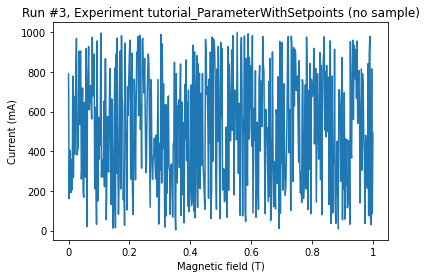 Run #3, Experiment tutorial_ParameterWithSetpoints (no sample)
1000
800
600
400
200
0
Current (mA)
0 0.2 0.4 0.6 0.8 1
Magnetic field (T)